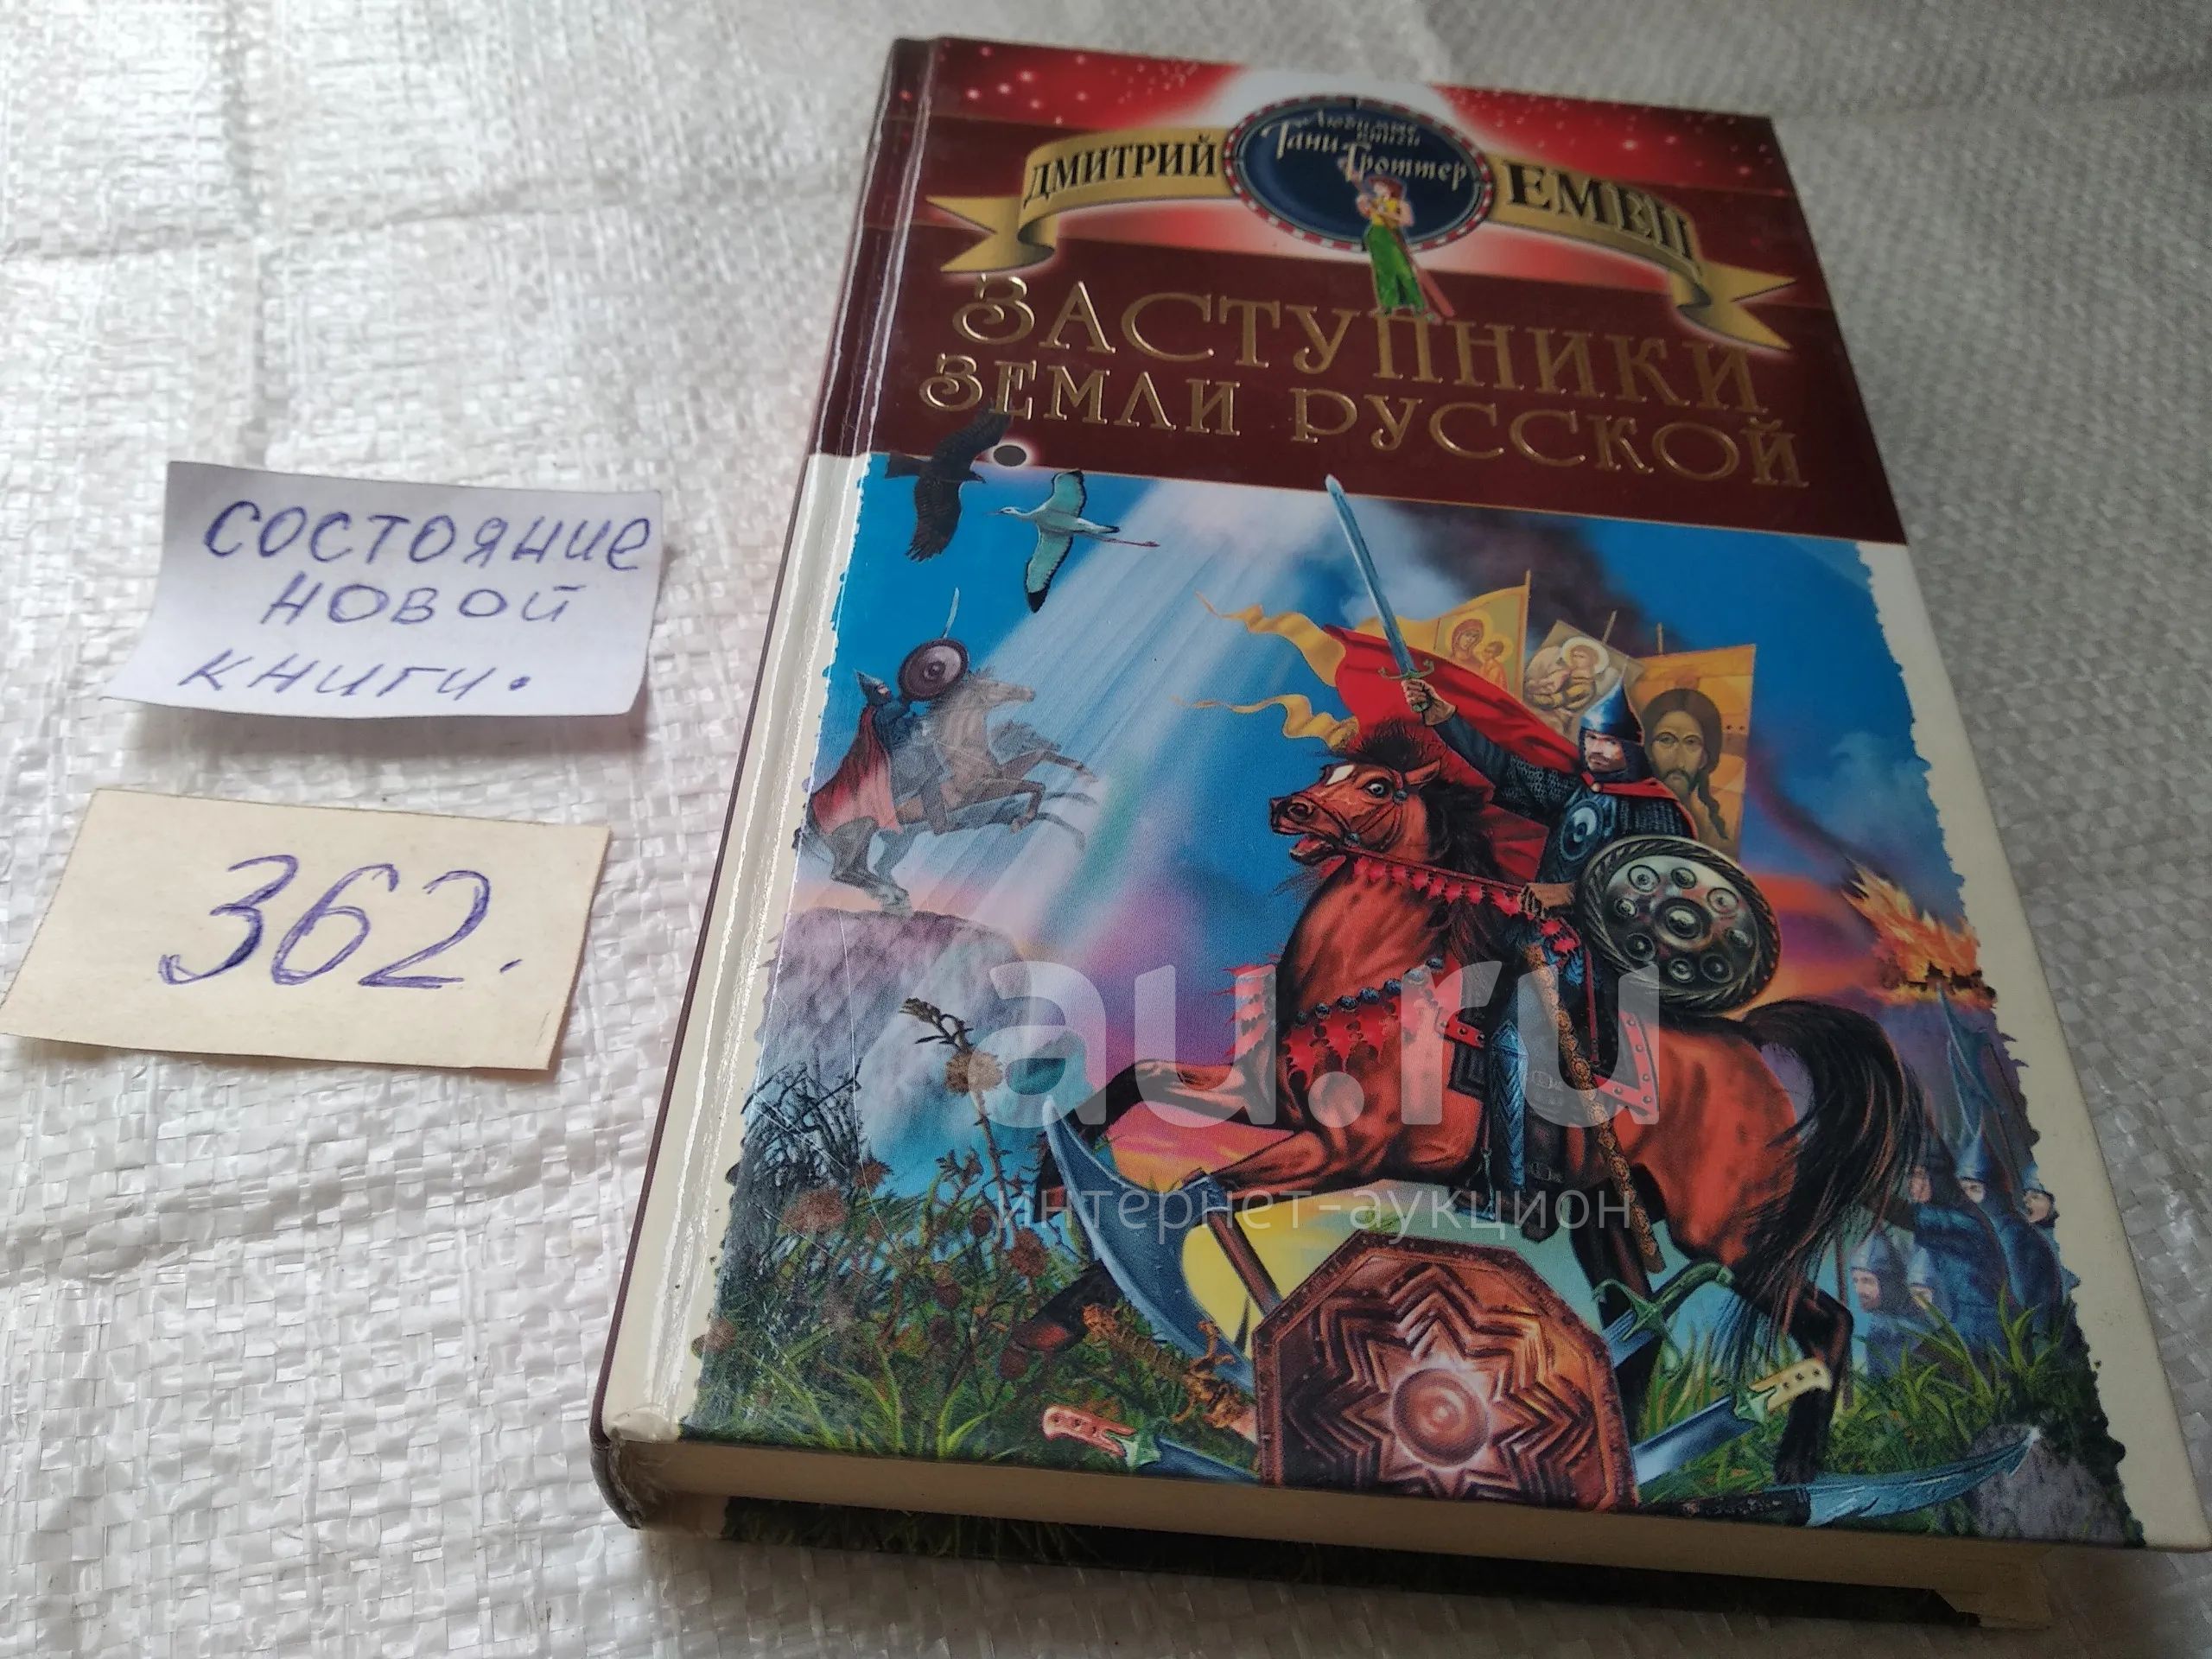 ДМИТРИЙ
Любимые
книги
Тани
Гроттер
ЕМЕЦ
ЗАСТУПНИКИ
ЗЕМЛИ РУССКОЙ
состояние
новой
книги.
362.
au.ru
интернет-аукцион